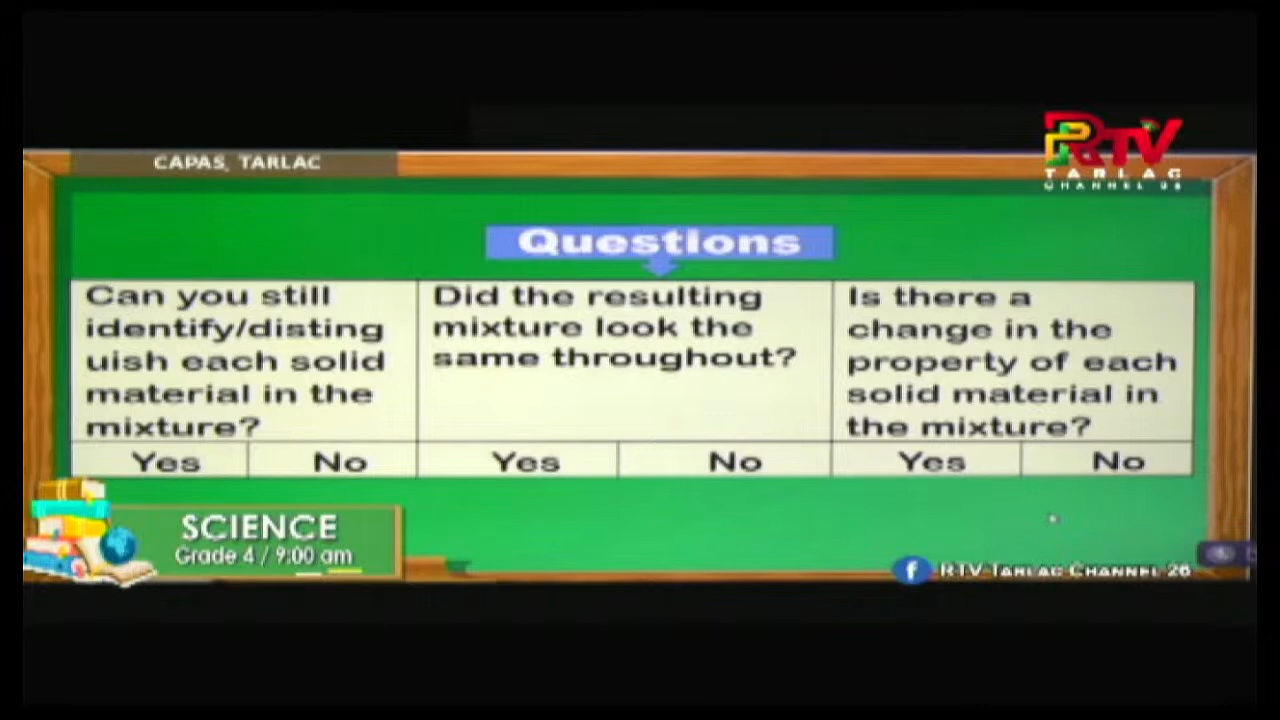 CAPAS, TARLAC
RTV
TARLAC
CHANNEL 26
Questions
Can you still
identify/disting
uish each solid
material in the
mixture?
Did the resulting
mixture look the
same throughout?
Is there a
change in the
property of each
solid material in
the mixture?
Yes
No
Yes
No
Yes
No
SCIENCE
Grade 4 / 9:00 am
RTV TARLAC CHANNEL 26